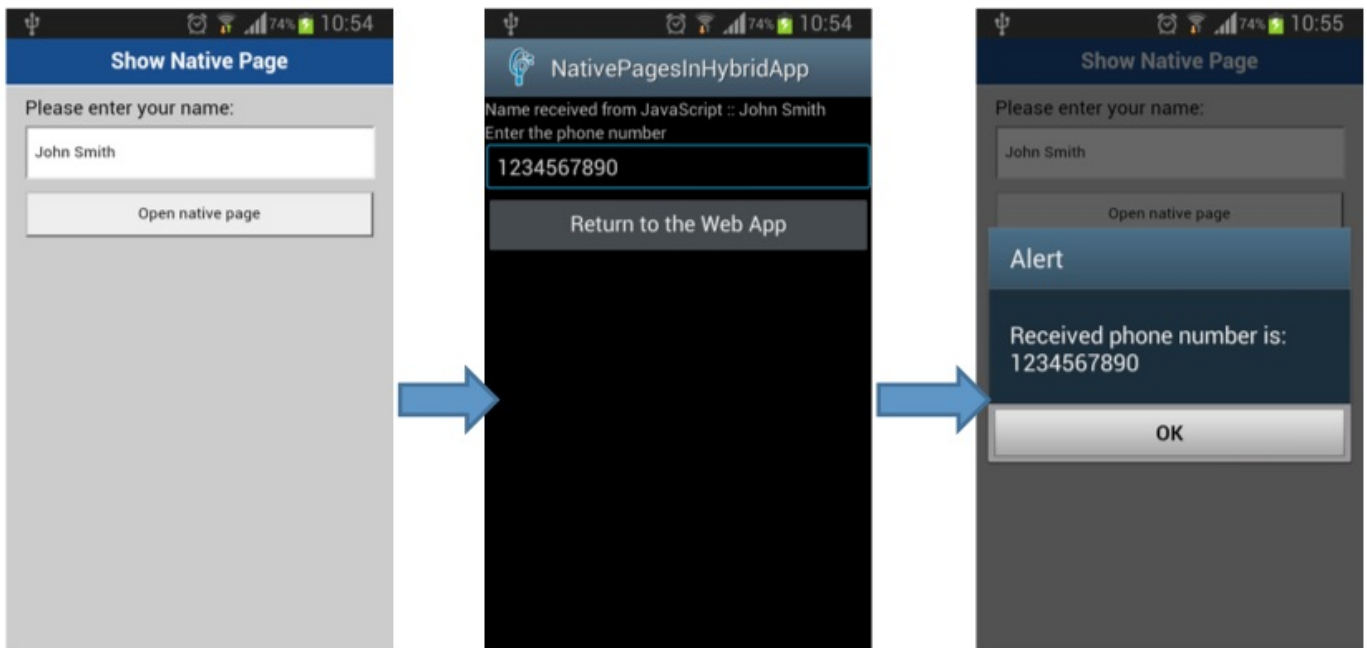 74% 10:54
Show Native Page
Please enter your name:
John Smith
Open native page
74% 10:54
NativePagesInHybridApp
Name received from JavaScript :: John Smith
Enter the phone number
1234567890
Return to the Web App
74% 10:55
Show Native Page
Please enter your name:
John Smith
Open native page
Alert
Received phone number is:
1234567890
OK